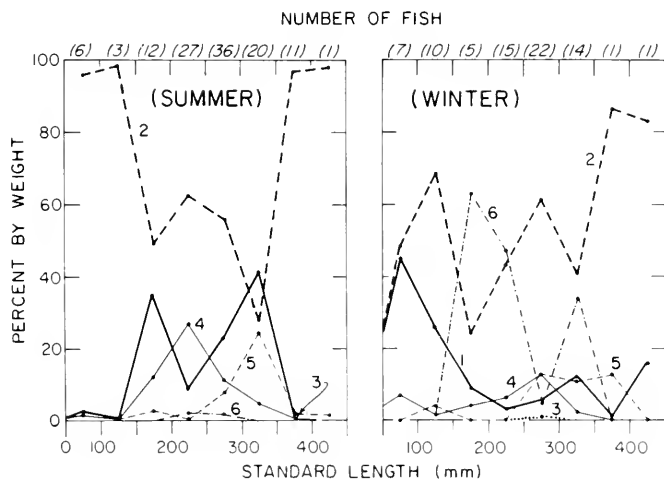 NUMBER OF FISH
(6) (3) (12) (27) (36) (20) (11) (1) (7) (10) (5) (15) (22) (14) (1) (1)
100
80
60
40
20
0
PERCENT BY WEIGHT
(SUMMER)
2
4
5
6
3
(WINTER)
2
6
1
4
3
5
0 100 200 300 400
100 200 300 400
STANDARD LENGTH (mm)